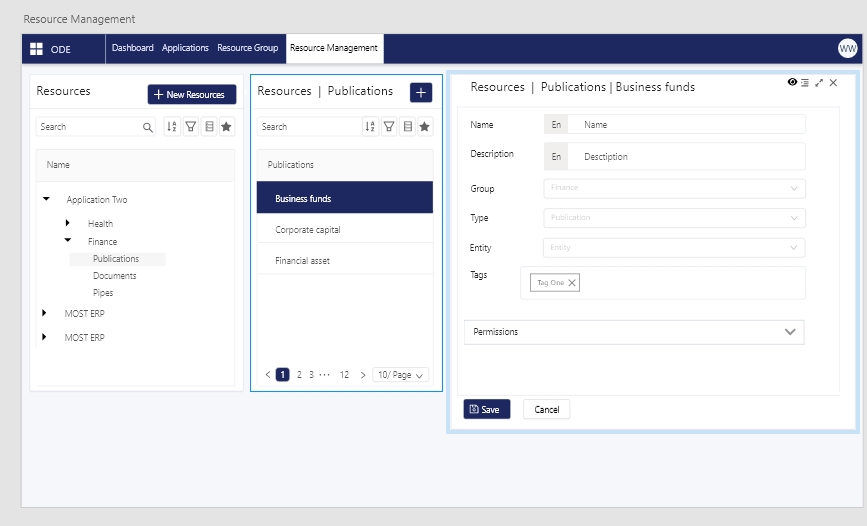 Resource Management
ODE
Dashboard Applications Resource Group Resource Management
WW
Resources
+ New Resources
Search
Name
Application Two
Health
Finance
Publications
Documents
Pipes
MOST ERP
MOST ERP
Resources | Publications
+
Search
Publications
Business funds
Corporate capital
Financial asset
< 1 2 3 ··· 12 > 10/ Page
Resources | Publications | Business funds
Name En Name
Description En Desctiption
Group Finance
Type Publication
Entity Entity
Tags Tag One
Permissions
Save Cancel